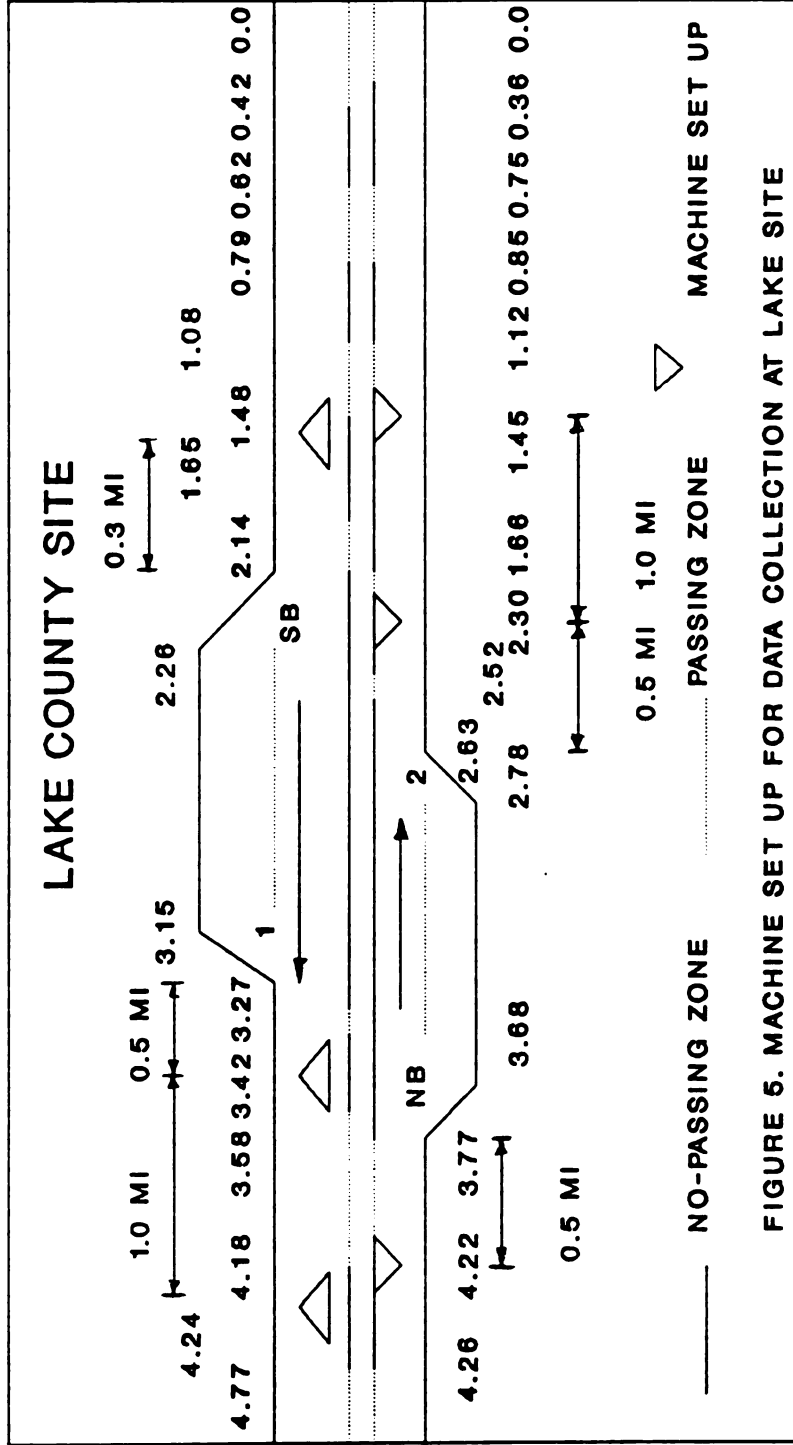 LAKE COUNTY SITE
0.3 MI
0.5 MI
1.0 MI
4.24
3.15
2.26
1.65
1.08
4.77 4.18 3.58 3.42 3.27 2.14 1.48 0.79 0.62 0.42 0.0
1
SB
NB
2
4.26 4.22 3.77 2.63 2.52
3.68 2.78 2.30 1.66 1.45 1.12 0.85 0.75 0.36 0.0
0.5 MI
0.5 MI 1.0 MI
NO-PASSING ZONE PASSING ZONE MACHINE SET UP
FIGURE 5. MACHINE SET UP FOR DATA COLLECTION AT LAKE SITE